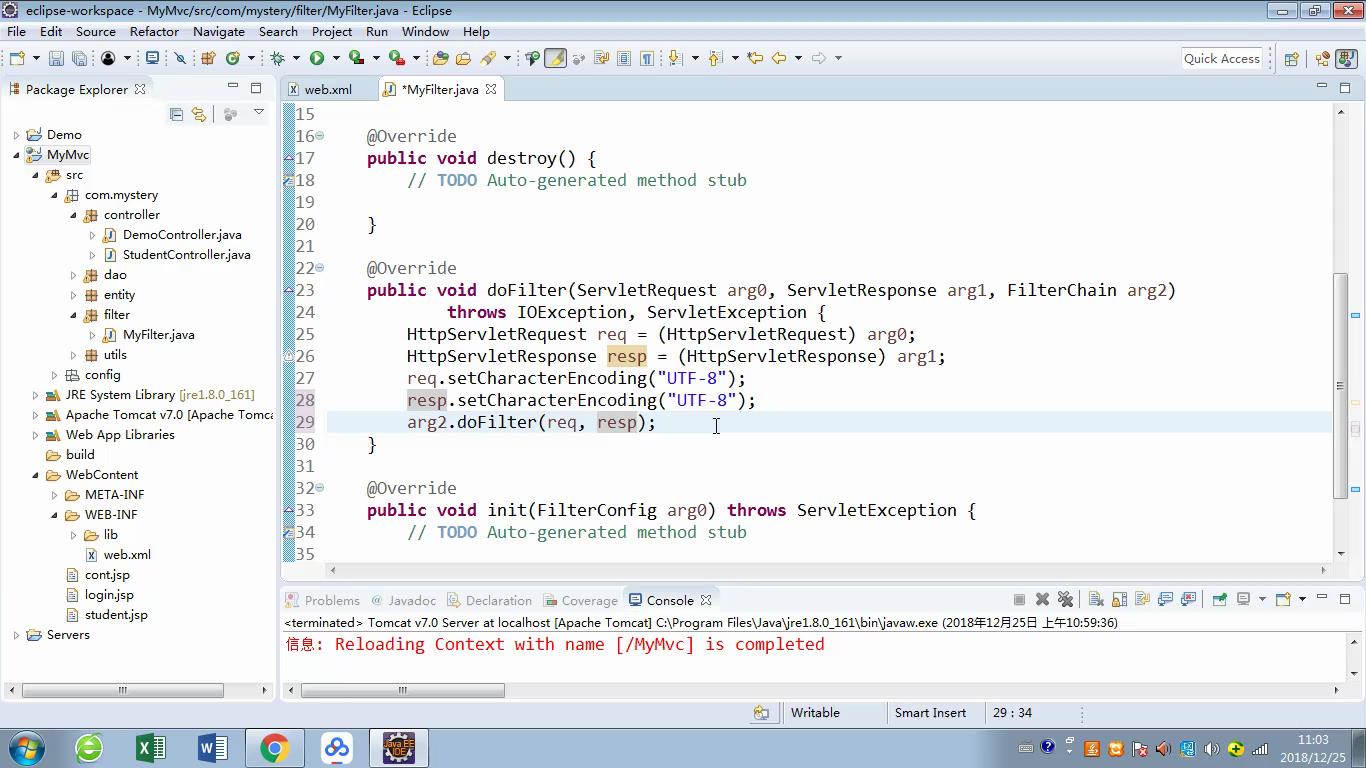 eclipse-workspace - MyMvc/src/com/mystery/filter/MyFilter.java - Eclipse
File Edit Source Refactor Navigate Search Project Run Window Help
Quick Access
Package Explorer
web.xml
*MyFilter.java
Demo
MyMvc
src
com.mystery
controller
DemoController.java
StudentController.java
dao
entity
filter
MyFilter.java
utils
config
JRE System Library [jre1.8.0_161]
Apache Tomcat v7.0 [Apache Tomca
Web App Libraries
build
WebContent
META-INF
WEB-INF
lib
web.xml
cont.jsp
login.jsp
student.jsp
Servers
15
16 @Override
17 public void destroy() {
18 // TODO Auto-generated method stub
19
20 }
21
22 @Override
23 public void doFilter(ServletRequest arg0, ServletResponse arg1, FilterChain arg2)
24 throws IOException, ServletException {
25 HttpServletRequest req = (HttpServletRequest) arg0;
26 HttpServletResponse resp = (HttpServletResponse) arg1;
27 req.setCharacterEncoding("UTF-8");
28 resp.setCharacterEncoding("UTF-8");
29 arg2.doFilter(req, resp);
30 }
31
32 @Override
33 public void init(FilterConfig arg0) throws ServletException {
34 // TODO Auto-generated method stub
35
Problems @ Javadoc Declaration Coverage Console
<terminated> Tomcat v7.0 Server at localhost [Apache Tomcat] C:\Program Files\Java\jre1.8.0_161\bin\javaw.exe (2018年12月25日 上午10:59:36)
信息: Reloading Context with name [/MyMvc] is completed
Writable Smart Insert 29 : 34
Java EE
IDE
11:03
2018/12/25